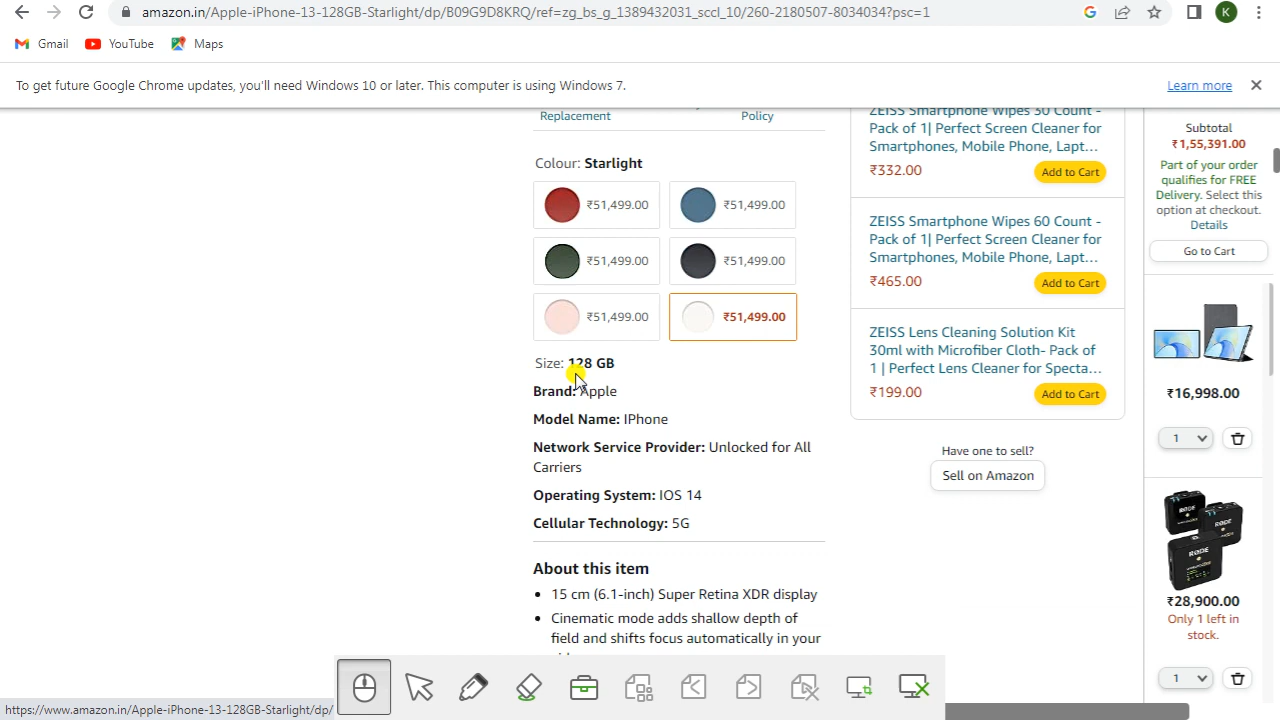 amazon.in/Apple-iPhone-13-128GB-Starlight/dp/B09G9D8KRQ/ref=zg_bs_g_1389432031_sccl_10/260-2180507-8034034?psc=1
K
Gmail
YouTube
Maps
To get future Google Chrome updates, you'll need Windows 10 or later. This computer is using Windows 7.
Learn more
Replacement
Policy
Colour: Starlight
₹51,499.00
₹51,499.00
₹51,499.00
₹51,499.00
₹51,499.00
₹51,499.00
Size: 128 GB
Brand: Apple
Model Name: IPhone
Network Service Provider: Unlocked for All
Carriers
Operating System: IOS 14
Cellular Technology: 5G
About this item
• 15 cm (6.1-inch) Super Retina XDR display
• Cinematic mode adds shallow depth of
field and shifts focus automatically in your
ZEISS Smartphone Wipes 30 Count -
Pack of 1| Perfect Screen Cleaner for
Smartphones, Mobile Phone, Lapt...
₹332.00
Add to Cart
ZEISS Smartphone Wipes 60 Count -
Pack of 1| Perfect Screen Cleaner for
Smartphones, Mobile Phone, Lapt...
₹465.00
Add to Cart
ZEISS Lens Cleaning Solution Kit
30ml with Microfiber Cloth- Pack of
1 | Perfect Lens Cleaner for Specta...
₹199.00
Add to Cart
Have one to sell?
Sell on Amazon
Subtotal
₹1,55,391.00
Part of your order
qualifies for FREE
Delivery. Select this
option at checkout.
Details
Go to Cart
₹16,998.00
1
RØDE
RØDE
RØDE
₹28,900.00
Only 1 left in
stock.
1
https://www.amazon.in/Apple-iPhone-13-128GB-Starlight/dp/